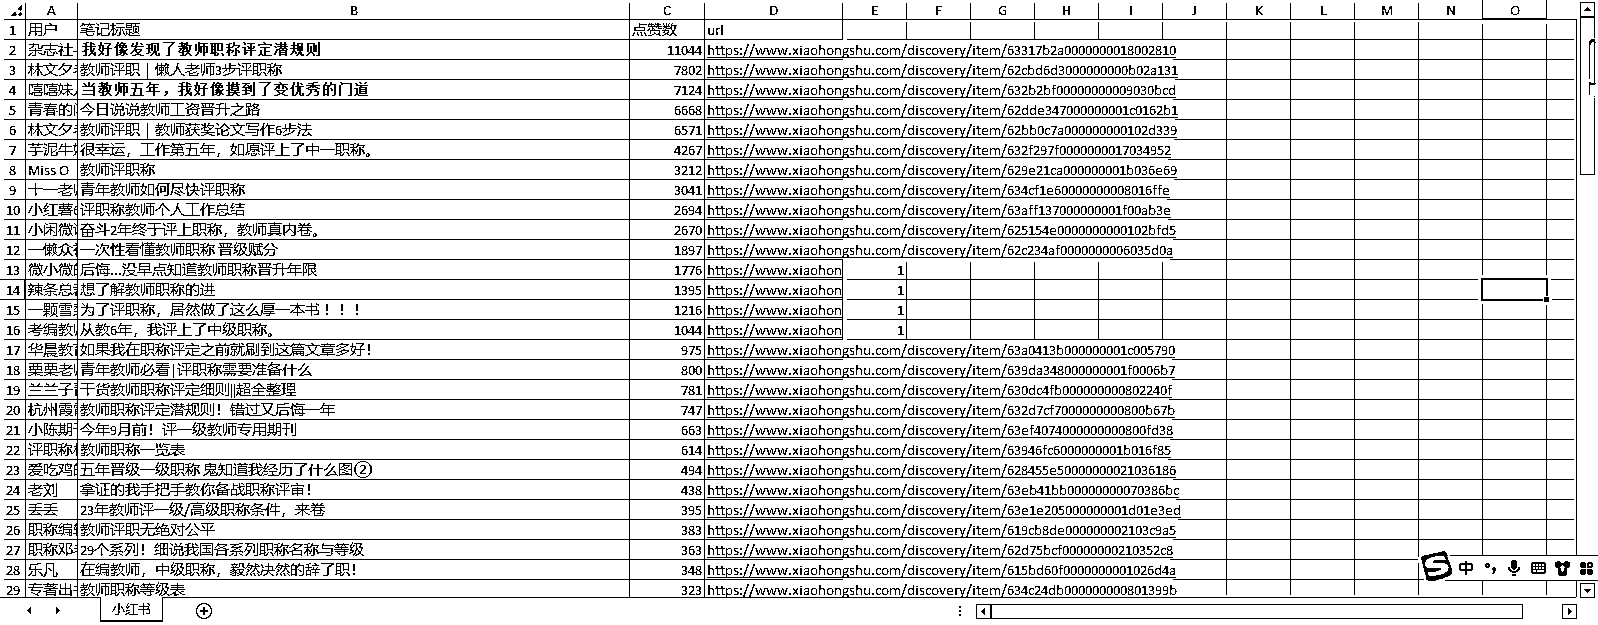 A B C D E F G H I J K L M N O
1 用户 笔记标题 点赞数 url
2 杂志社- 我好像发现了教师职称评定潜规则 11044 https://www.xiaohongshu.com/discovery/item/63317b2a0000000018002810
3 林文夕老 教师评职｜懒人老师3步评职称 7802 https://www.xiaohongshu.com/discovery/item/62cbd6d3000000000b02a131
4 嘻嘻妹 当教师五年，我好像摸到了变优秀的门道 7124 https://www.xiaohongshu.com/discovery/item/632b2bf00000000009030bcd
5 青春的 今日说说教师工资晋升之路 6668 https://www.xiaohongshu.com/discovery/item/62dde347000000001c0162b1
6 林文夕老 教师评职｜教师获奖论文写作6步法 6571 https://www.xiaohongshu.com/discovery/item/62bb0c7a000000000102d339
7 芋泥牛 很幸运，工作第五年，如愿评上了中一职称。 4267 https://www.xiaohongshu.com/discovery/item/632f297f0000000017034952
8 Miss O 教师评职称 3212 https://www.xiaohongshu.com/discovery/item/629e21ca000000001b036e69
9 十一老 青年教师如何尽快评职称 3041 https://www.xiaohongshu.com/discovery/item/634cf1e60000000008016ffe
10 小红薯6 评职称教师个人工作总结 2694 https://www.xiaohongshu.com/discovery/item/63aff137000000001f00ab3e
11 小闲微 奋斗2年终于评上职称，教师真内卷。 2670 https://www.xiaohongshu.com/discovery/item/625154e0000000102bfd5
12 一懒众 一次性看懂教师职称 晋级赋分 1897 https://www.xiaohongshu.com/discovery/item/62c234af0000000006035d0a
13 微小微的 后悔...没早点知道教师职称晋升年限 1776 https://www.xiaohon 1
14 辣条总 想了解教师职称的进 1395 https://www.xiaohon 1
15 一颗雪 为了评职称，居然做了这么厚一本书！！！ 1216 https://www.xiaohon 1
16 考编教 从教6年，我评上了中级职称。 1044 https://www.xiaohon 1
17 华晨教育 如果我在职称评定之前就刷到这篇文章多好！ 975 https://www.xiaohongshu.com/discovery/item/63a0413b000000001c005790
18 栗栗老 青年教师必看|评职称需要准备什么 800 https://www.xiaohongshu.com/discovery/item/639da348000000001f0006b7
19 兰兰子 干货教师职称评定细则||超全整理 781 https://www.xiaohongshu.com/discovery/item/630dc4fb000000000802240f
20 杭州霞 教师职称评定潜规则！错过又后悔一年 747 https://www.xiaohongshu.com/discovery/item/632d7cf7000000000800b67b
21 小陈期 今年9月前！评一级教师专用期刊 663 https://www.xiaohongshu.com/discovery/item/63ef4074000000000800fd38
22 评职称 教师职称一览表 614 https://www.xiaohongshu.com/discovery/item/63946fc6000000001b016f85
23 爱吃鸡的 五年晋级一级职称 鬼知道我经历了什么图② 494 https://www.xiaohongshu.com/discovery/item/628455e50000000021036186
24 老刘 拿证的我手把手教你备战职称评审！ 438 https://www.xiaohongshu.com/discovery/item/63eb41bb00000000070386bc
25 丢丢 23年教师评一级/高级职称条件，来卷 395 https://www.xiaohongshu.com/discovery/item/63e1e205000000001d01e3ed
26 职称编 教师评职无绝对公平 383 https://www.xiaohongshu.com/discovery/item/619cb8de000000002103c9a5
27 职称邓 29个系列！细说我国各系列职称名称与等级 363 https://www.xiaohongshu.com/discovery/item/62d75bcf00000000210352c8
28 乐凡 在编教师，中级职称，毅然决然的辞了职！ 348 https://www.xiaohongshu.com/discovery/item/615bd60f0000000001026d4a
29 专著出 教师职称等级表 323 https://www.xiaohongshu.com/discovery/item/634c24db000000000801399b
小红书
S 中